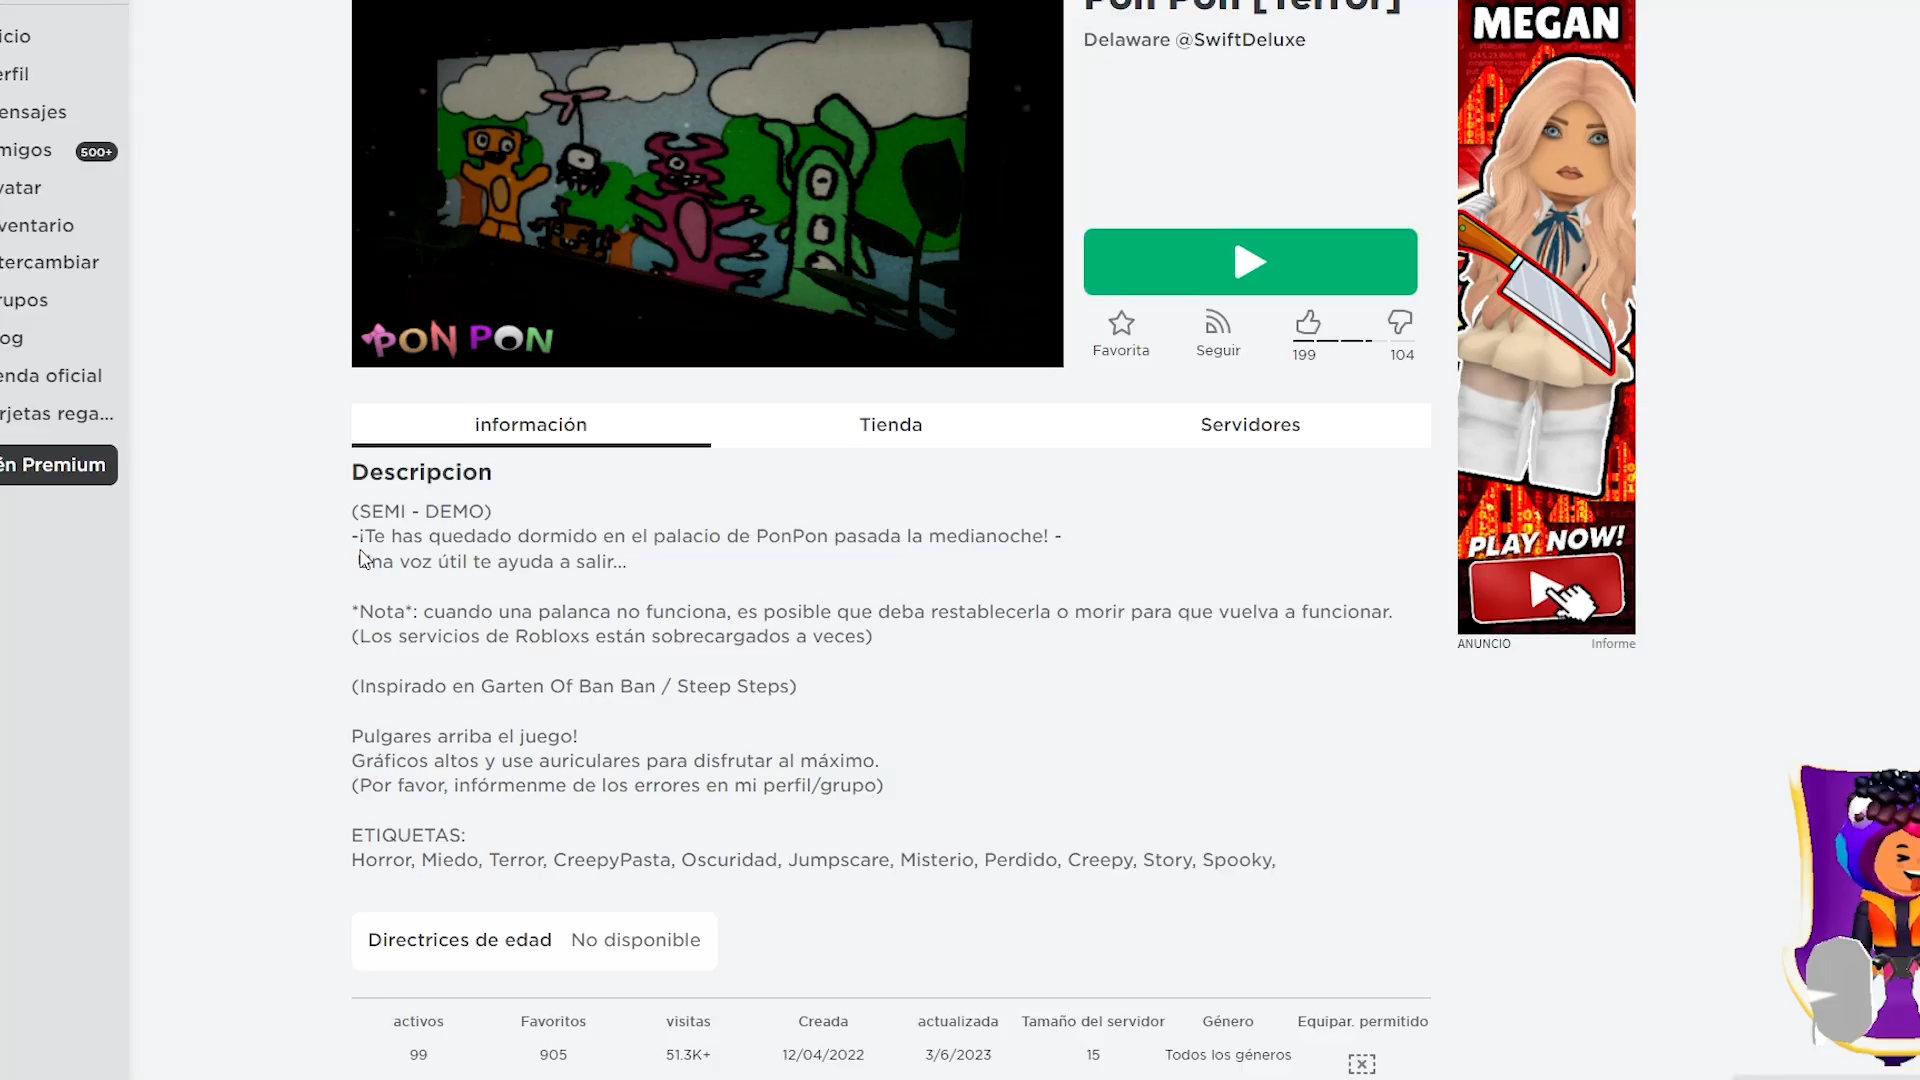 icio
erfil
ensajes
migos 500+
vatar
ventario
tercambiar
rupos
log
enda oficial
rjetas rega...
én Premium
PON PON
Pon Pon [Terror]
Delaware @SwiftDeluxe
Favorita
Seguir
199
104
información
Tienda
Servidores
Descripcion
(SEMI - DEMO)
-¡Te has quedado dormido en el palacio de PonPon pasada la medianoche! -
na voz útil te ayuda a salir...
*Nota*: cuando una palanca no funciona, es posible que deba restablecerla o morir para que vuelva a funcionar.
(Los servicios de Robloxs están sobrecargados a veces)
(Inspirado en Garten Of Ban Ban / Steep Steps)
Pulgares arriba el juego!
Gráficos altos y use auriculares para disfrutar al máximo.
(Por favor, infórmenme de los errores en mi perfil/grupo)
ETIQUETAS:
Horror, Miedo, Terror, CreepyPasta, Oscuridad, Jumpscare, Misterio, Perdido, Creepy, Story, Spooky,
Directrices de edad No disponible
activos Favoritos visitas Creada actualizada Tamaño del servidor Género Equipar. permitido
99 905 51.3K+ 12/04/2022 3/6/2023 15 Todos los géneros
MEGAN
PLAY NOW!
ANUNCIO Informe